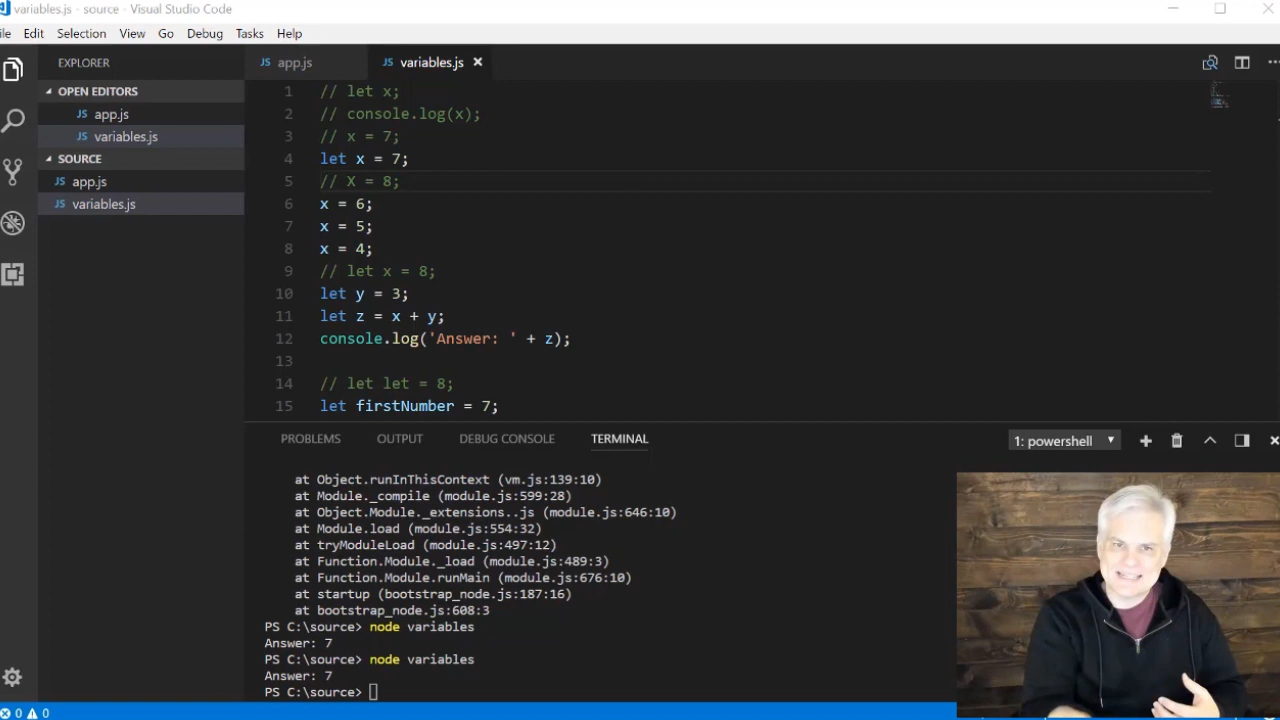 variables.js - source - Visual Studio Code
ile Edit Selection View Go Debug Tasks Help
EXPLORER
OPEN EDITORS
JS app.js
JS variables.js
SOURCE
JS app.js
JS variables.js
JS app.js JS variables.js
1 // let x;
2 // console.log(x);
3 // x = 7;
4 let x = 7;
5 // X = 8;
6 x = 6;
7 x = 5;
8 x = 4;
9 // let x = 8;
10 let y = 3;
11 let z = x + y;
12 console.log('Answer: ' + z);
13
14 // let let = 8;
15 let firstNumber = 7;
PROBLEMS OUTPUT DEBUG CONSOLE TERMINAL 1: powershell
at Object.runInThisContext (vm.js:139:10)
at Module._compile (module.js:599:28)
at Object.Module._extensions..js (module.js:646:10)
at Module.load (module.js:554:32)
at tryModuleLoad (module.js:497:12)
at Function.Module._load (module.js:489:3)
at Function.Module.runMain (module.js:676:10)
at startup (bootstrap_node.js:187:16)
at bootstrap_node.js:608:3
PS C:\source> node variables
Answer: 7
PS C:\source> node variables
Answer: 7
PS C:\source>
0 0